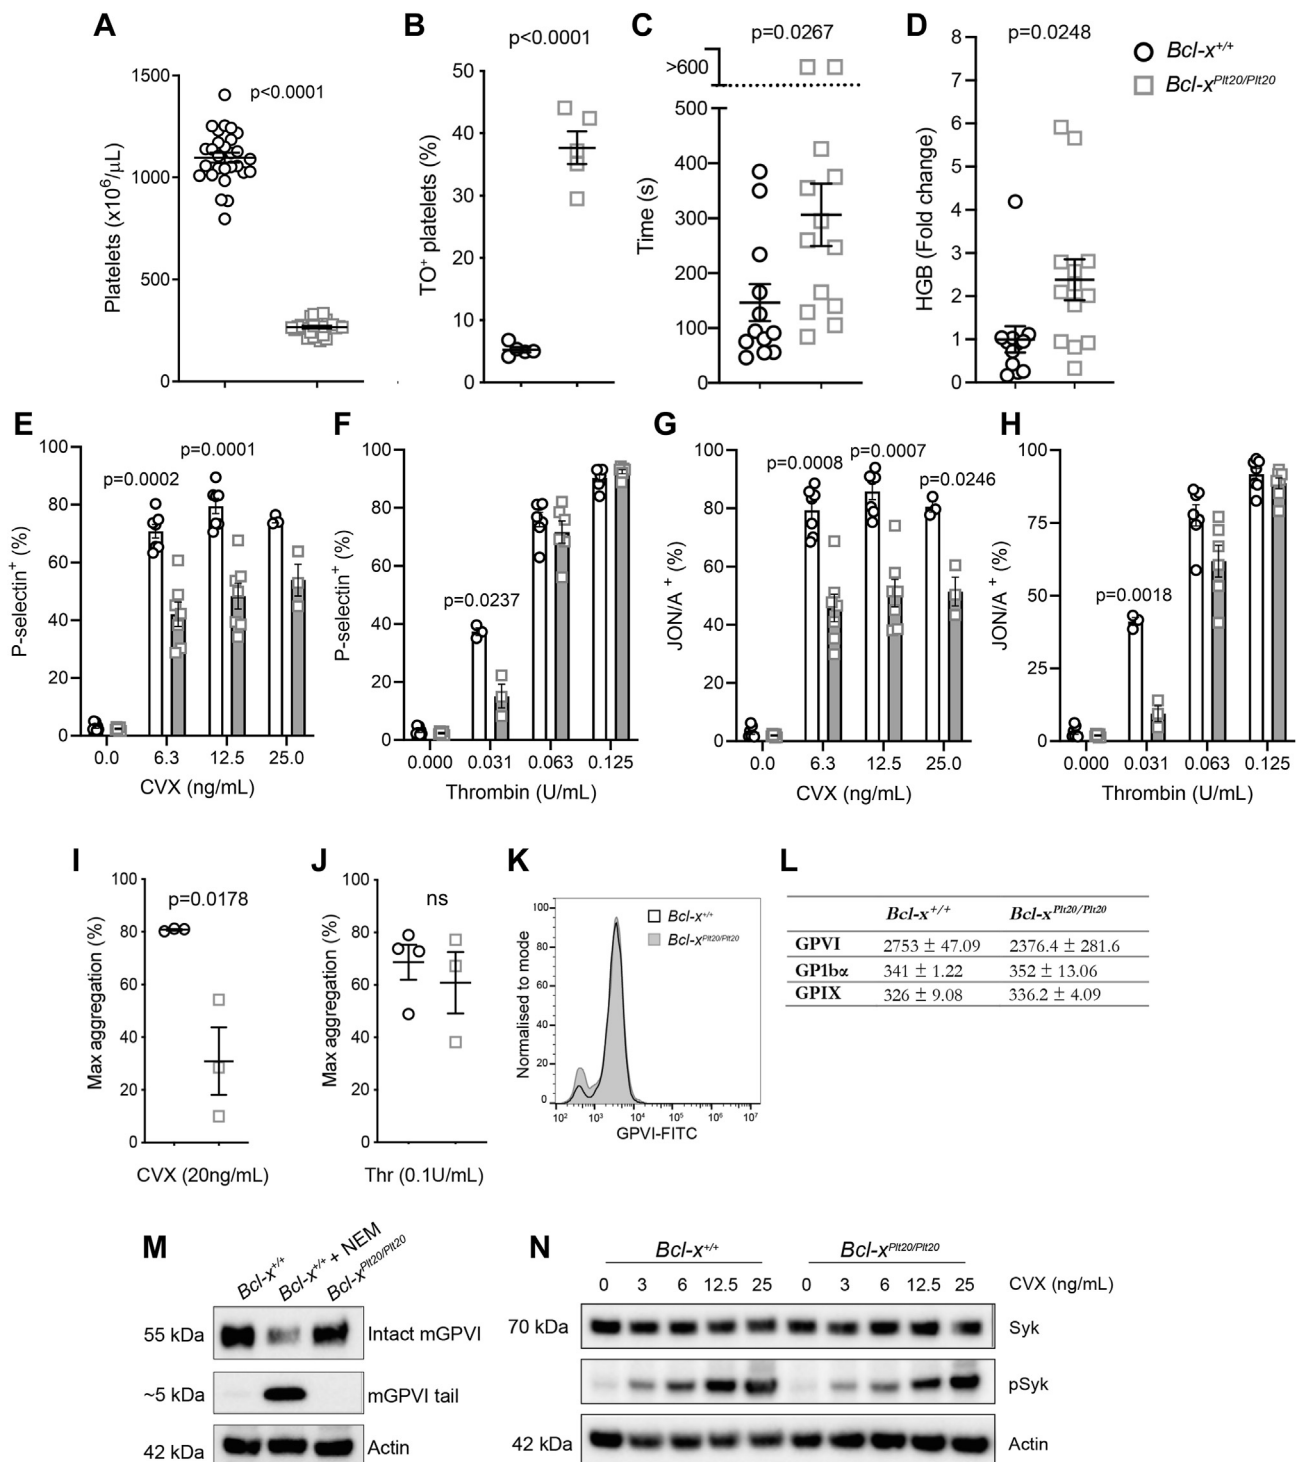 A
p<0.0001
Platelets (x10⁶/µL)
1500
1000
500
0
B
p<0.0001
TO⁺ platelets (%)
50
40
30
20
10
0
C
p=0.0267
Time (s)
>600
500
400
300
200
100
0
D
p=0.0248
HGB (Fold change)
8
7
6
5
4
3
2
1
0
Bcl-x⁺/⁺
Bcl-xᴾˡᵗ²⁰/ᴾˡᵗ²⁰
E
p=0.0002
p=0.0001
P-selectin⁺ (%)
100
80
60
40
20
0
0.0 6.3 12.5 25.0
CVX (ng/mL)
F
p=0.0237
P-selectin⁺ (%)
100
80
60
40
20
0
0.000 0.031 0.063 0.125
Thrombin (U/mL)
G
p=0.0008
p=0.0007
p=0.0246
JON/A ⁺ (%)
100
80
60
40
20
0
0.0 6.3 12.5 25.0
CVX (ng/mL)
H
p=0.0018
JON/A ⁺ (%)
100
75
50
25
0
0.000 0.031 0.063 0.125
Thrombin (U/mL)
I
p=0.0178
Max aggregation (%)
100
80
60
40
20
0
CVX (20ng/mL)
J
ns
Max aggregation (%)
100
80
60
40
20
0
Thr (0.1U/mL)
K
Bcl-x⁺/⁺
Bcl-xᴾˡᵗ²⁰/ᴾˡᵗ²⁰
Normalised to mode
100
80
60
40
20
0
10² 10³ 10⁴ 10⁵ 10⁶ 10⁷
GPVI-FITC
L
Bcl-x⁺/⁺ Bcl-xᴾˡᵗ²⁰/ᴾˡᵗ²⁰
GPVI 2753 ± 47.09 2376.4 ± 281.6
GP1bα 341 ± 1.22 352 ± 13.06
GPIX 326 ± 9.08 336.2 ± 4.09
M
Bcl-x⁺/⁺
Bcl-x⁺/⁺ + NEM
Bcl-xᴾˡᵗ²⁰/ᴾˡᵗ²⁰
55 kDa Intact mGPVI
~5 kDa mGPVI tail
42 kDa Actin
N
Bcl-x⁺/⁺ Bcl-xᴾˡᵗ²⁰/ᴾˡᵗ²⁰
0 3 6 12.5 25 0 3 6 12.5 25 CVX (ng/mL)
70 kDa Syk
pSyk
42 kDa Actin